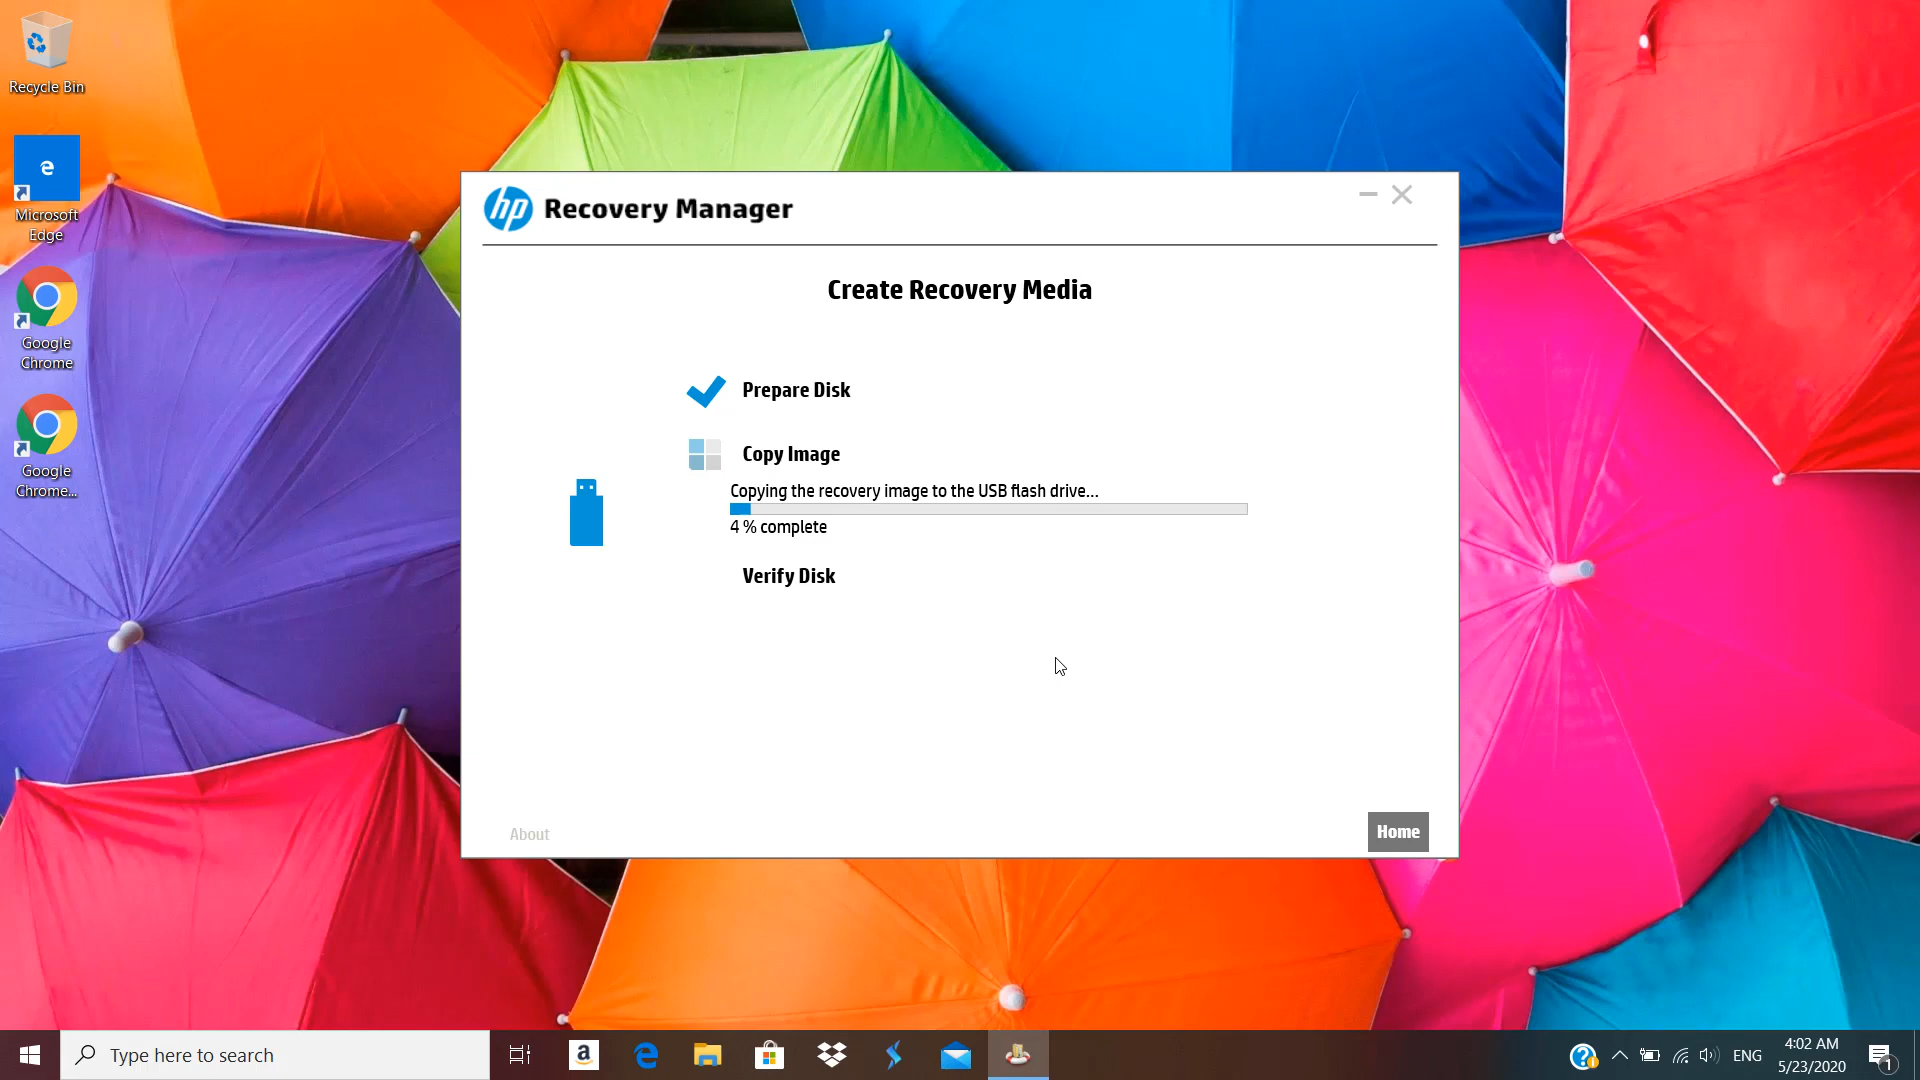 Recycle Bin
Microsoft
Edge
Google
Chrome
Google
Chrome...
hp Recovery Manager
Create Recovery Media
Prepare Disk
Copy Image
Copying the recovery image to the USB flash drive...
4 % complete
Verify Disk
About
Home
Type here to search
ENG
4:02 AM
5/23/2020
1